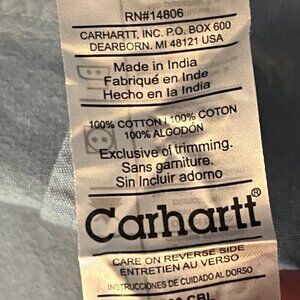 RN#14806
CARHARTT, INC. P.O. BOX 600
DEARBORN. MI 48121 USA
Made in India
Fabriqué en Inde
Hecho en la India
100% COTTON / 100% COTON
100% ALGODÓN
Exclusive of trimming.
Sans garniture.
Sin Incluir adorno
Carhartt®
CARE ON REVERSE SIDE
ENTRETIEN AU VERSO
INSTRUCCIONES DE CUIDADO AL DORSO
CBL